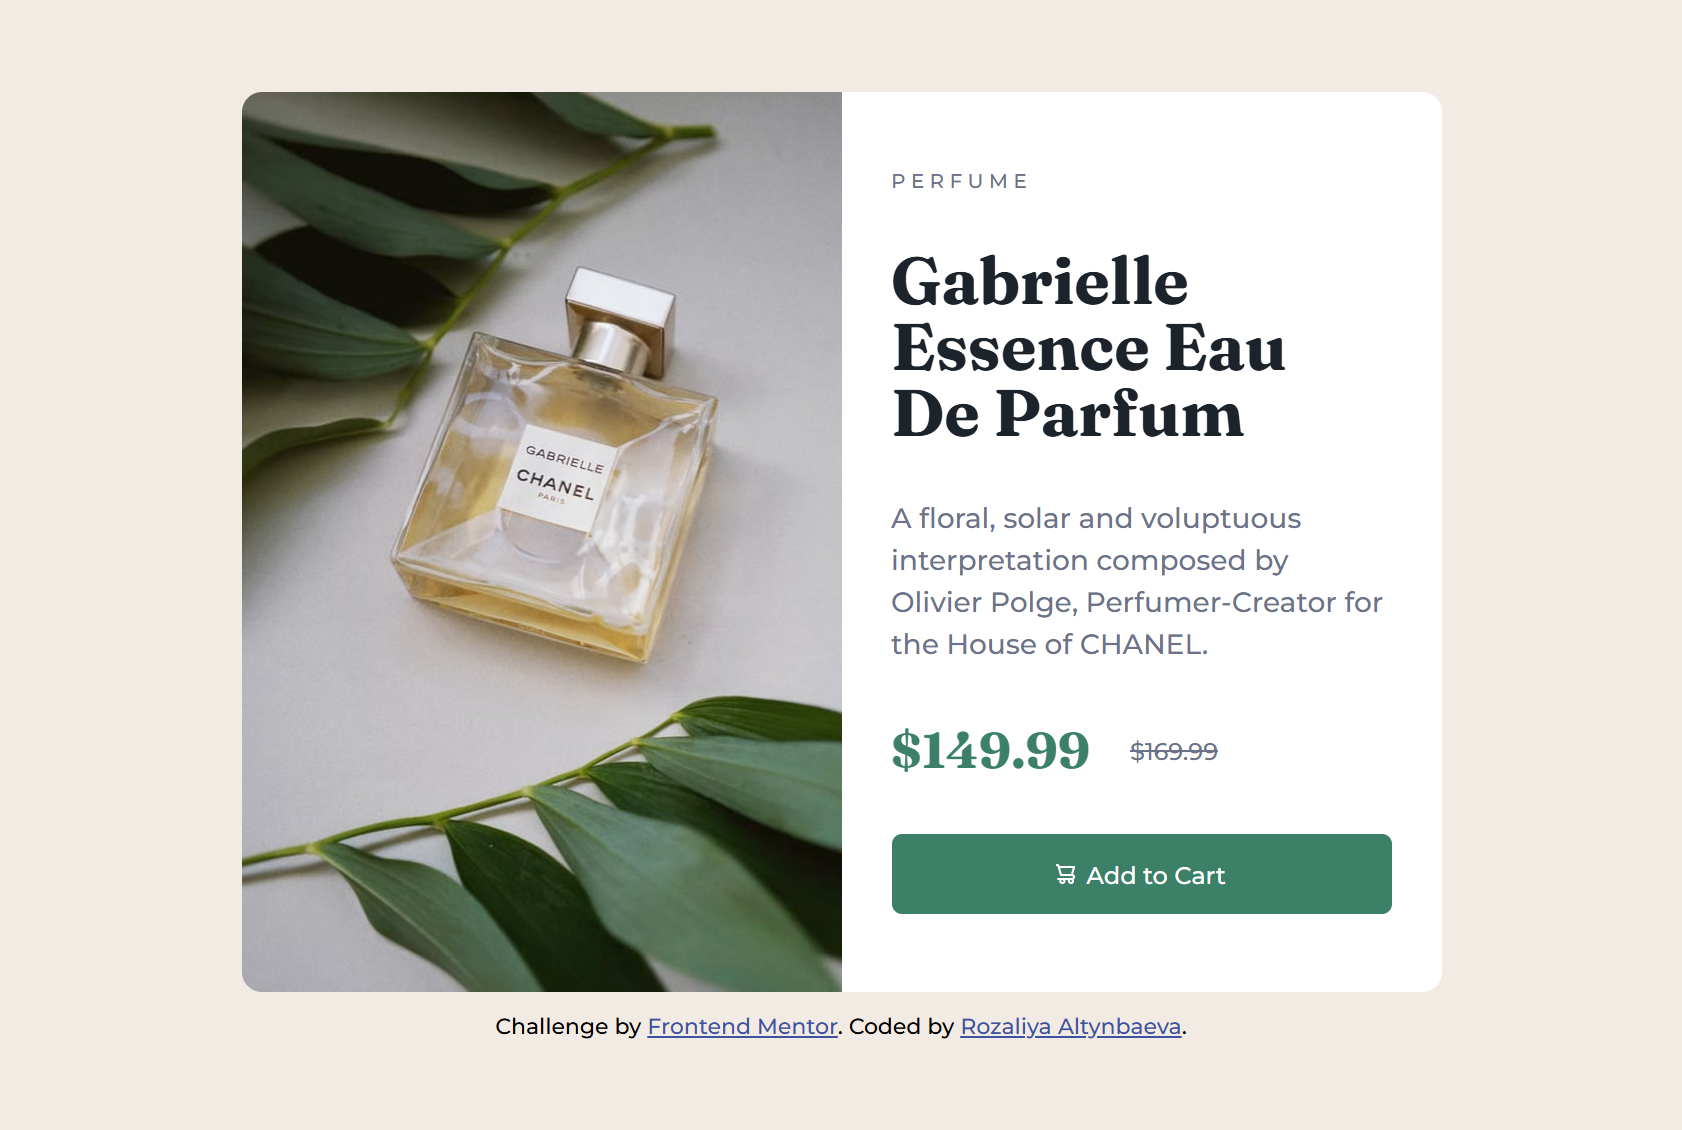 GABRIELLE
CHANEL
PARIS
PERFUME
Gabrielle
Essence Eau
De Parfum
A floral, solar and voluptuous
interpretation composed by
Olivier Polge, Perfumer-Creator for
the House of CHANEL.
$149.99 $169.99
Add to Cart
Challenge by Frontend Mentor. Coded by Rozaliya Altynbaeva.